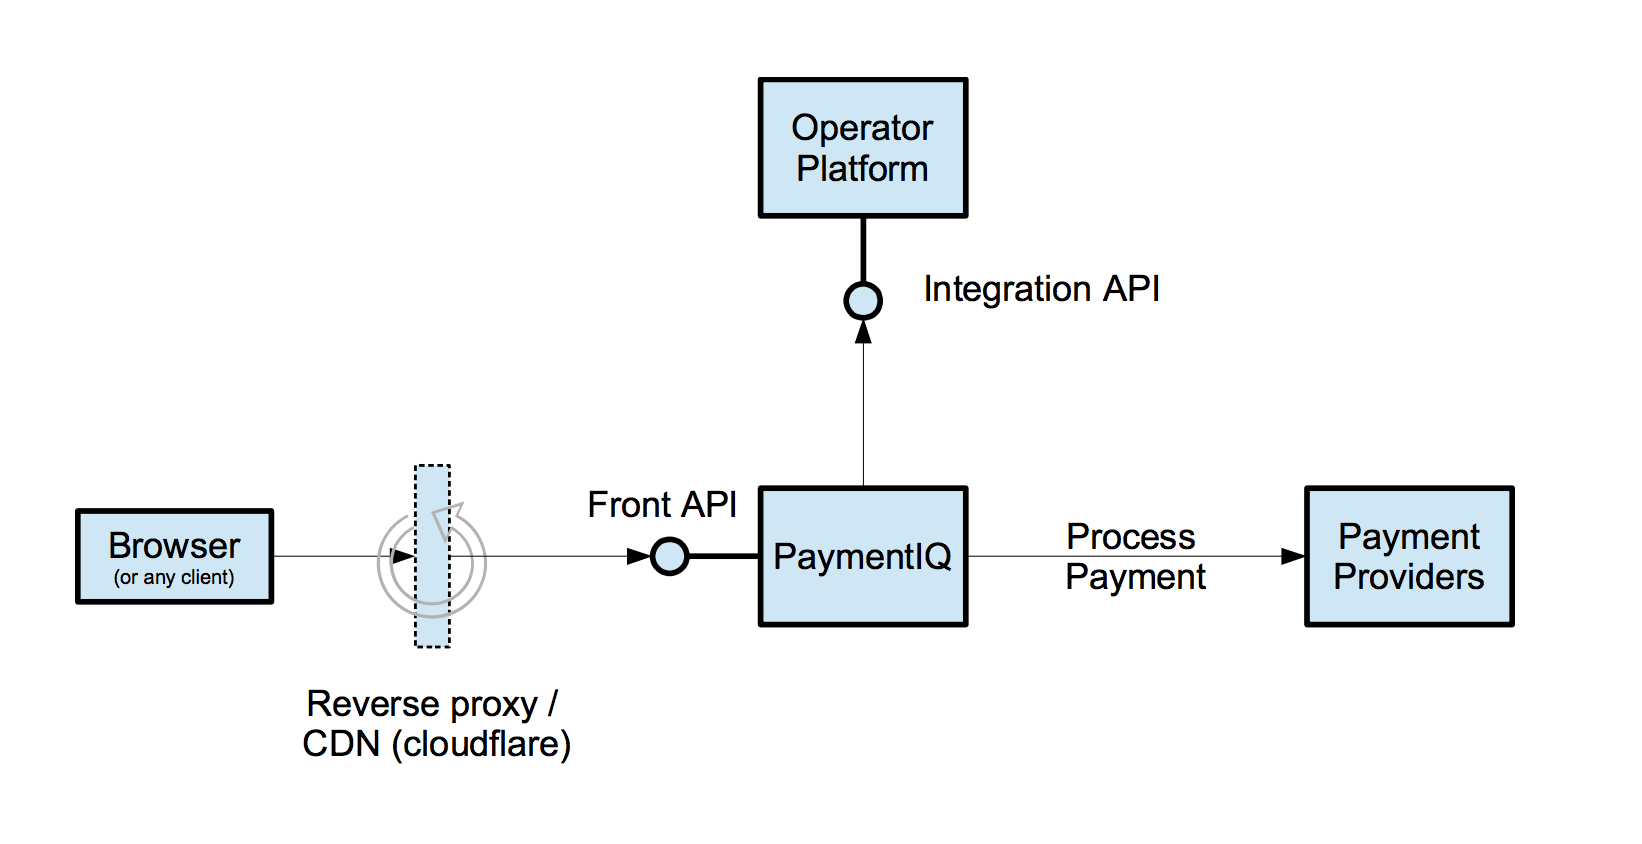 Operator
Platform
Integration API
Front API
Browser
(or any client)
PaymentIQ
Process
Payment
Payment
Providers
Reverse proxy /
CDN (cloudflare)